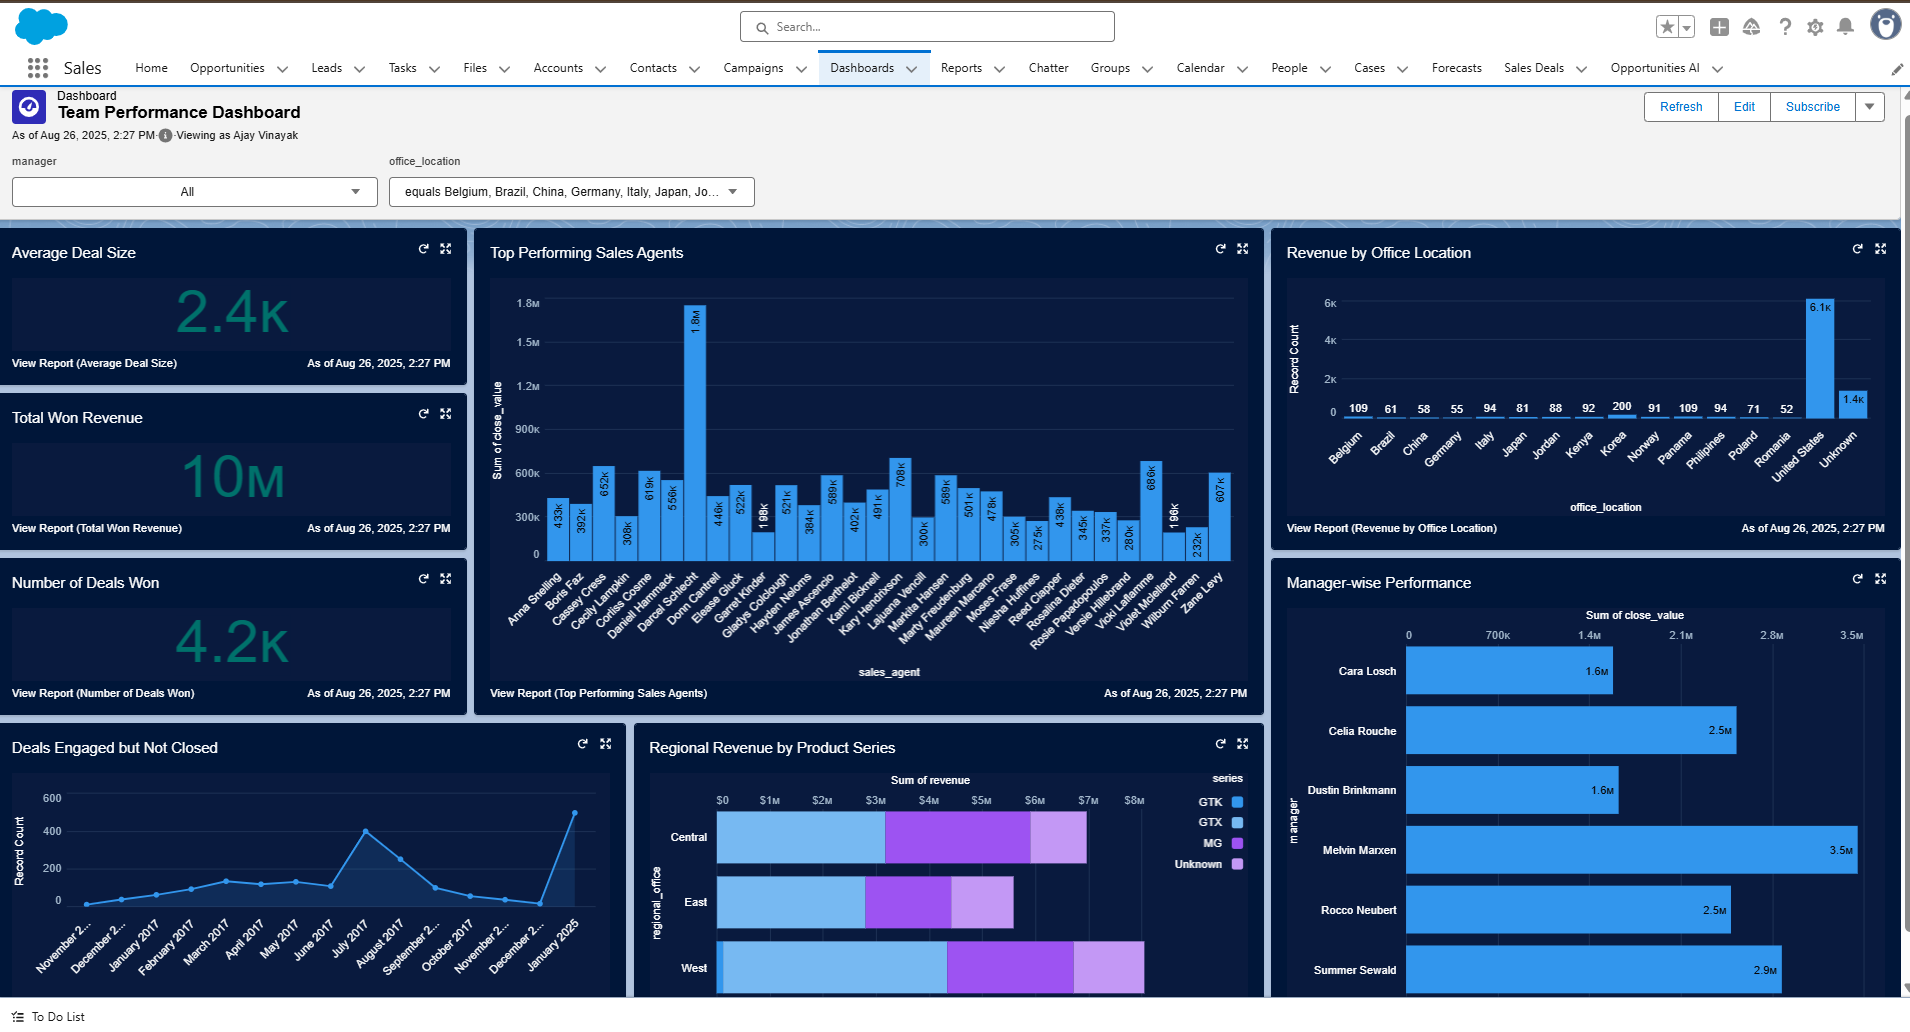 Search...
Sales
Home
Opportunities
Leads
Tasks
Files
Accounts
Contacts
Campaigns
Dashboards
Reports
Chatter
Groups
Calendar
People
Cases
Forecasts
Sales Deals
Opportunities AI
Dashboard
Team Performance Dashboard
As of Aug 26, 2025, 2:27 PM·Viewing as Ajay Vinayak
Refresh
Edit
Subscribe
manager
office_location
All
equals Belgium, Brazil, China, Germany, Italy, Japan, Jo...
Average Deal Size
2.4K
View Report (Average Deal Size)
As of Aug 26, 2025, 2:27 PM
Total Won Revenue
10M
View Report (Total Won Revenue)
As of Aug 26, 2025, 2:27 PM
Number of Deals Won
4.2K
View Report (Number of Deals Won)
As of Aug 26, 2025, 2:27 PM
Top Performing Sales Agents
Sum of close_value
1.8M
1.5M
1.2M
900K
600K
300K
0
433K
392K
652K
308K
619K
556K
1.8M
446K
522K
198K
521K
384K
589K
402K
491K
708K
300K
589K
501K
478K
305K
275K
438K
345K
337K
280K
686K
196K
232K
607K
Anna Snelling
Boris Faz
Cassey Cress
Cecily Lampkin
Corliss Cosme
Daniell Hammack
Darcel Schlecht
Donn Cantrell
Elease Gluck
Garret Kinder
Gladys Colclough
Hayden Neloms
James Ascencio
Jonathan Berthelot
Kami Bicknell
Kary Hendrixson
Lajuana Vencill
Markita Hansen
Marty Freudenburg
Maureen Marcano
Moses Frase
Niesha Huffines
Reed Clapper
Rosalina Dieter
Rosie Papadopoulos
Versie Hillebrand
Vicki Laflamme
Violet Mclelland
Wilburn Farren
Zane Levy
sales_agent
View Report (Top Performing Sales Agents)
As of Aug 26, 2025, 2:27 PM
Revenue by Office Location
Record Count
6K
4K
2K
0
109
61
58
55
94
81
88
92
200
91
109
94
71
52
6.1K
1.4K
Belgium
Brazil
China
Germany
Italy
Japan
Jordan
Kenya
Korea
Norway
Panama
Philipines
Poland
Romania
United States
Unknown
office_location
View Report (Revenue by Office Location)
As of Aug 26, 2025, 2:27 PM
Deals Engaged but Not Closed
Record Count
600
400
200
0
November 2...
December 2...
January 2017
February 2017
March 2017
April 2017
May 2017
June 2017
July 2017
August 2017
September 2...
October 2017
November 2...
December 2...
January 2025
Regional Revenue by Product Series
Sum of revenue
$0
$1M
$2M
$3M
$4M
$5M
$6M
$7M
$8M
regional_office
Central
East
West
series
GTK
GTX
MG
Unknown
Manager-wise Performance
Sum of close_value
0
700K
1.4M
2.1M
2.8M
3.5M
manager
Cara Losch
1.6M
Celia Rouche
2.5M
Dustin Brinkmann
1.6M
Melvin Marxen
3.5M
Rocco Neubert
2.5M
Summer Sewald
2.9M
To Do List